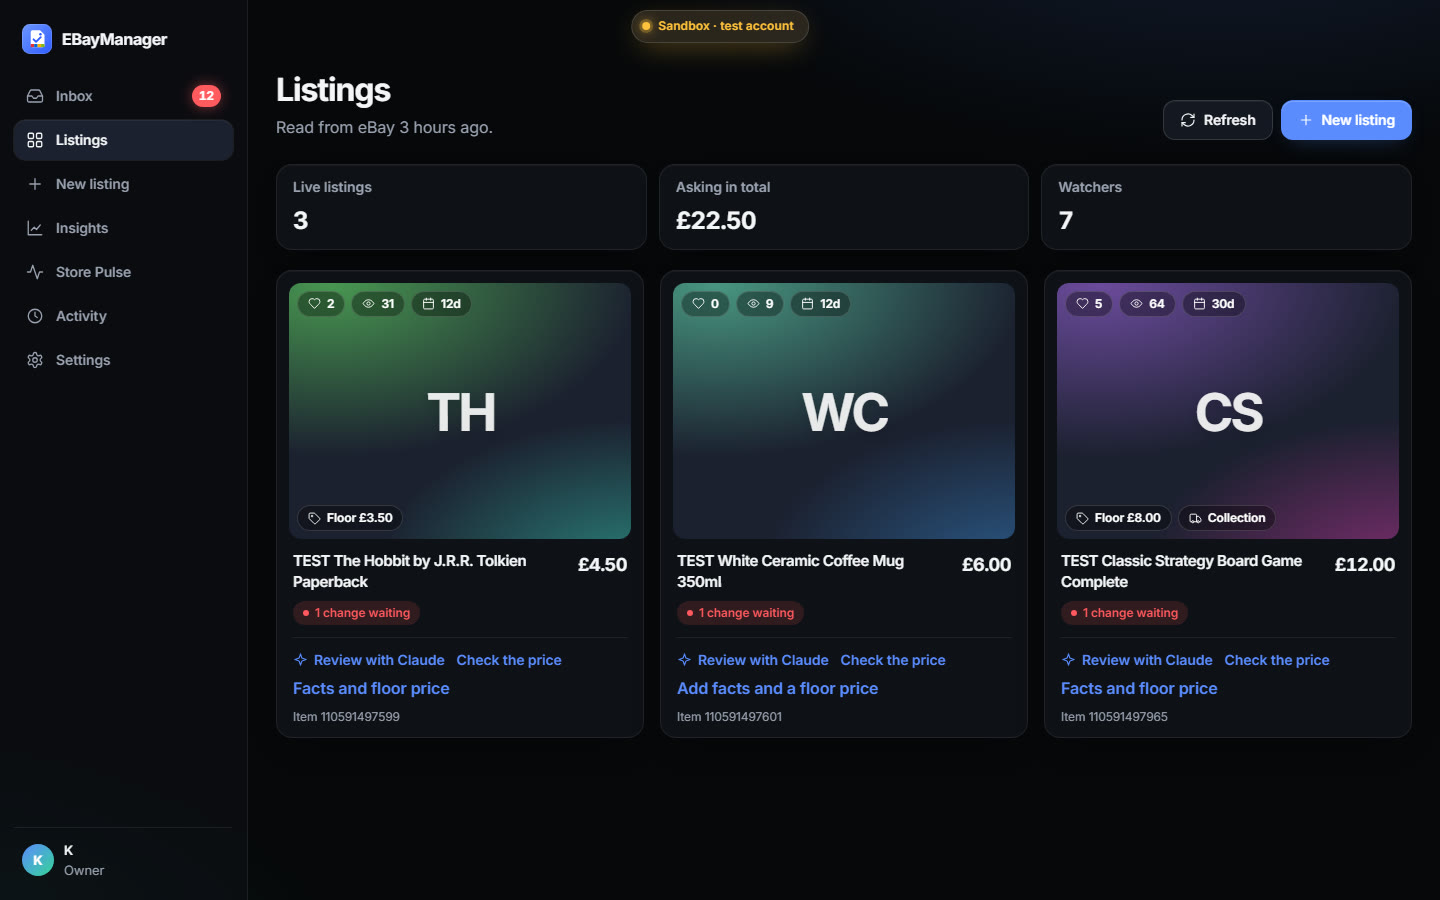 EBayManager
Inbox
12
Listings
New listing
Insights
Store Pulse
Activity
Settings
K
K
Owner
Sandbox · test account
Listings
Read from eBay 3 hours ago.
Refresh
New listing
Live listings
3
Asking in total
£22.50
Watchers
7
2
31
12d
TH
Floor £3.50
TEST The Hobbit by J.R.R. Tolkien
Paperback
£4.50
1 change waiting
Review with Claude
Check the price
Facts and floor price
Item 110591497599
0
9
12d
WC
TEST White Ceramic Coffee Mug
350ml
£6.00
1 change waiting
Review with Claude
Check the price
Add facts and a floor price
Item 110591497601
5
64
30d
CS
Floor £8.00
Collection
TEST Classic Strategy Board Game
Complete
£12.00
1 change waiting
Review with Claude
Check the price
Facts and floor price
Item 110591497965